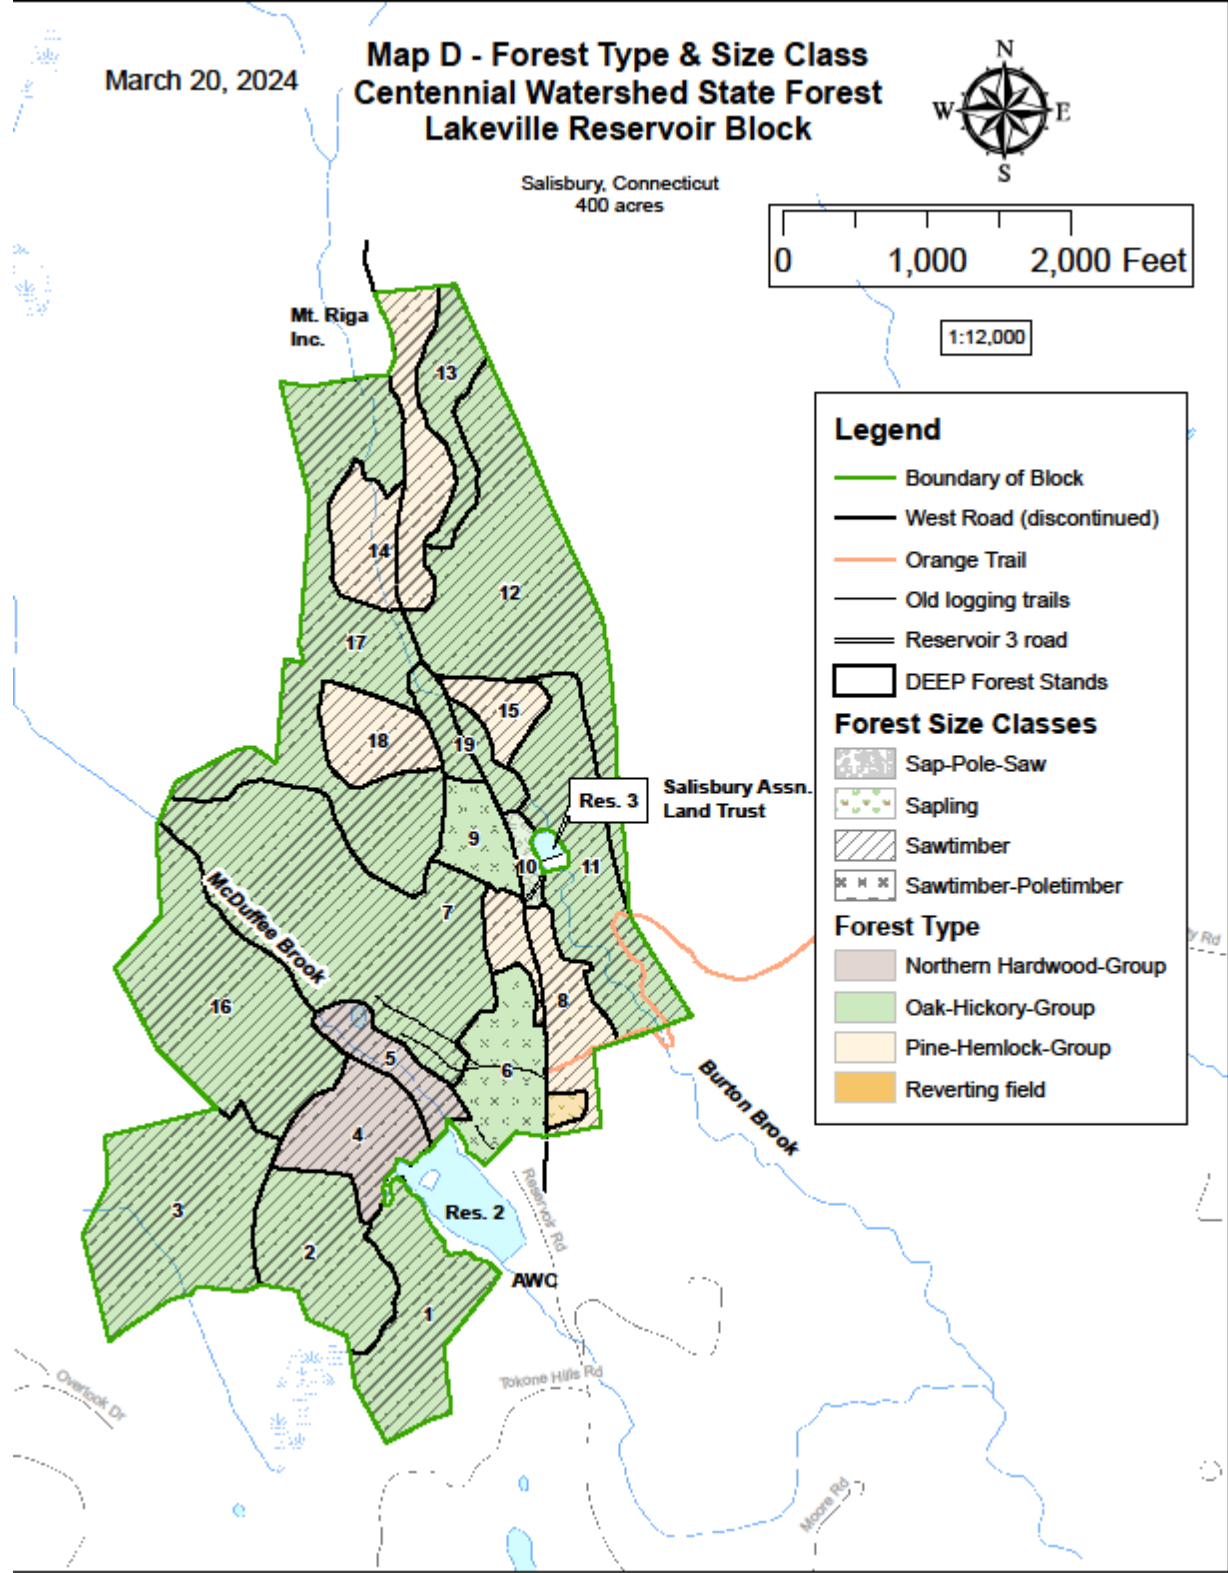 March 20, 2024
Map D - Forest Type & Size Class
Centennial Watershed State Forest
Lakeville Reservoir Block
Salisbury, Connecticut
400 acres
N
W
E
S
0
1,000
2,000 Feet
1:12,000
Mt. Riga
Inc.
13
14
12
17
15
18
19
Res. 3
Salisbury Assn.
Land Trust
9
10
11
7
McDuffee Brook
16
8
5
6
4
Burton Brook
3
2
Res. 2
Reservoir Rd
AWC
1
Overlook Dr
Tokone Hills Rd
Moore Rd
Legend
Boundary of Block
West Road (discontinued)
Orange Trail
Old logging trails
Reservoir 3 road
DEEP Forest Stands
Forest Size Classes
Sap-Pole-Saw
Sapling
Sawtimber
Sawtimber-Poletimber
Forest Type
Northern Hardwood-Group
Oak-Hickory-Group
Pine-Hemlock-Group
Reverting field
Rd